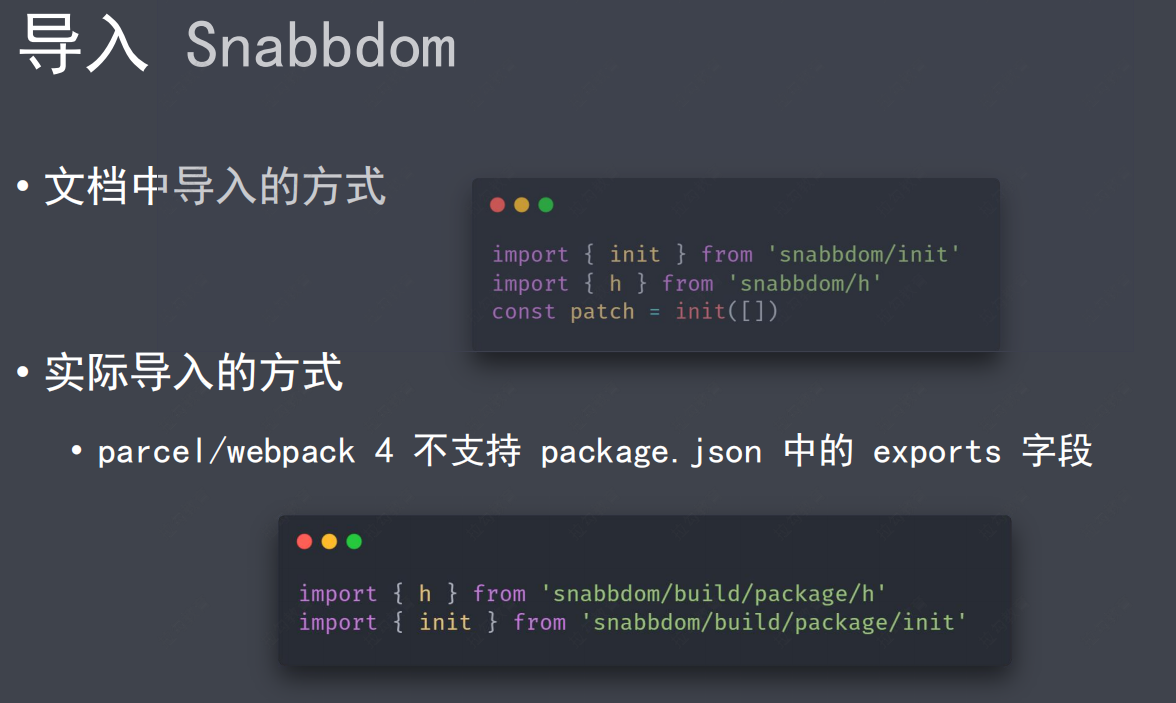 导入 Snabbdom
• 文档中导入的方式
import { init } from 'snabbdom/init'
import { h } from 'snabbdom/h'
const patch = init([])
• 实际导入的方式
• parcel/webpack 4 不支持 package.json 中的 exports 字段
import { h } from 'snabbdom/build/package/h'
import { init } from 'snabbdom/build/package/init'